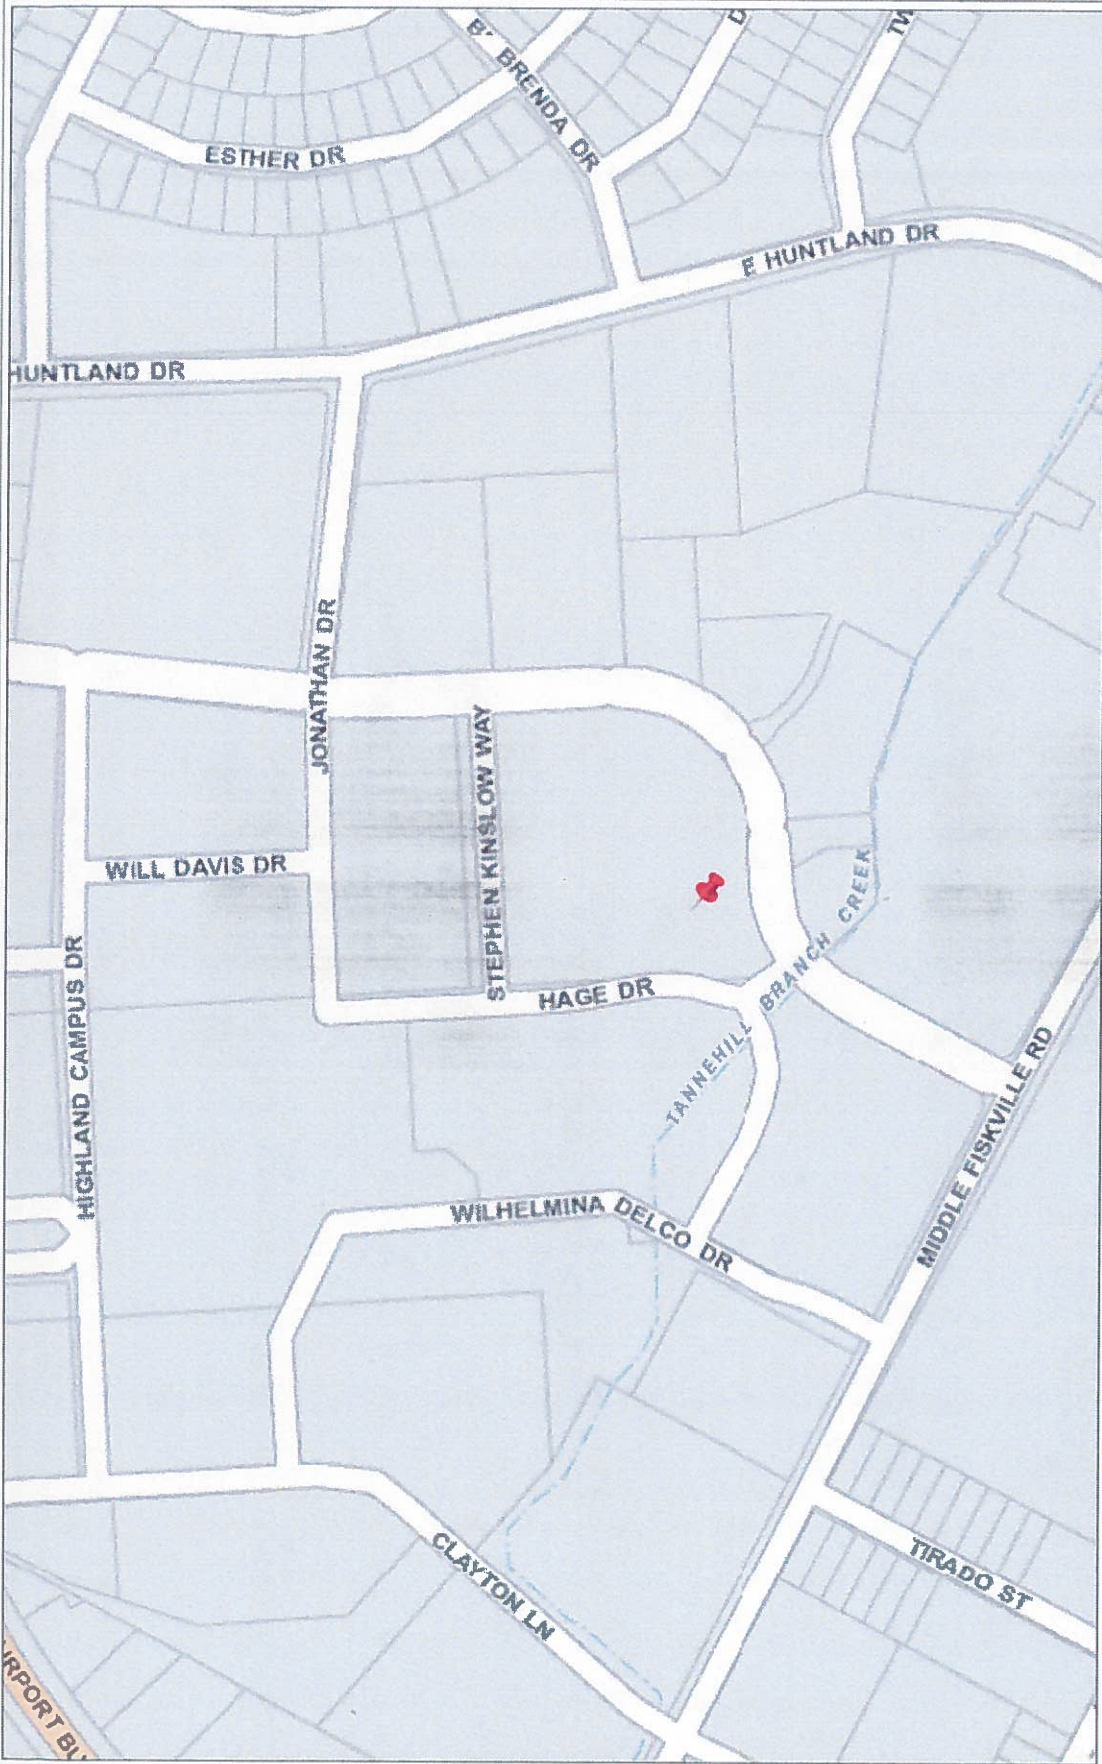 BRENDA DR
ESTHER DR
E HUNTLAND DR
HUNTLAND DR
JONATHAN DR
STEPHEN KINSLOW WAY
WILL DAVIS DR
TANNEHILL BRANCH CREEK
HAGE DR
HIGHLAND CAMPUS DR
MIDDLE FISKVILLE RD
WILHELMINA DELCO DR
CLAYTON LN
TIRADO ST